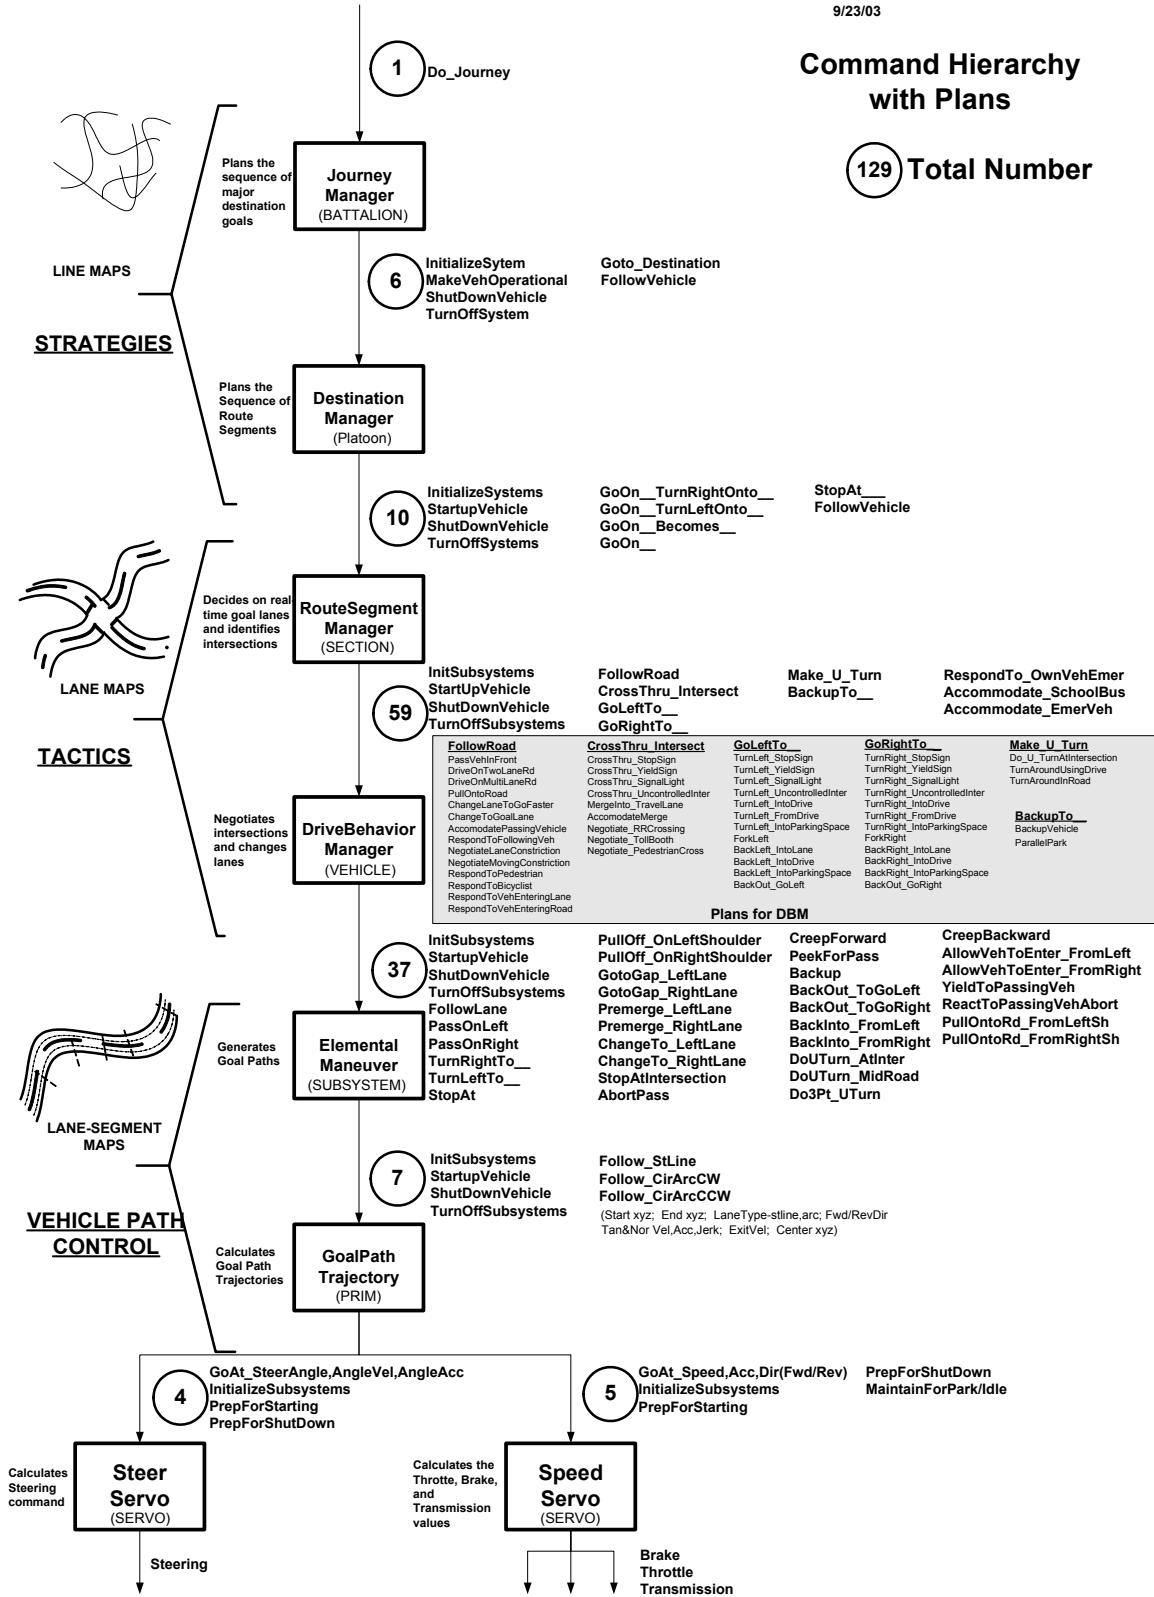 9/23/03
Command Hierarchy
with Plans
129 Total Number
1
Do_Journey
Plans the
sequence of
major
destination
goals
Journey
Manager
(BATTALION)
LINE MAPS
STRATEGIES
6
InitializeSytem
MakeVehOperational
ShutDownVehicle
TurnOffSystem
Goto_Destination
FollowVehicle
Plans the
Sequence of
Route
Segments
Destination
Manager
(Platoon)
10
InitializeSystems
StartupVehicle
ShutDownVehicle
TurnOffSystems
GoOn__TurnRightOnto__
GoOn__TurnLeftOnto__
GoOn__Becomes__
GoOn__
StopAt___
FollowVehicle
Decides on real-
time goal lanes
and identifies
intersections
RouteSegment
Manager
(SECTION)
LANE MAPS
TACTICS
59
InitSubsystems
StartUpVehicle
ShutDownVehicle
TurnOffSubsystems
FollowRoad
CrossThru_Intersect
GoLeftTo__
GoRightTo__
Make_U_Turn
BackupTo__
RespondTo_OwnVehEmer
Accommodate_SchoolBus
Accommodate_EmerVeh
FollowRoad
PassVehInFront
DriveOnTwoLaneRd
DriveOnMultiLaneRd
PullOntoRoad
ChangeLaneToGoFaster
ChangeToGoalLane
AccomodatePassingVehicle
RespondToFollowingVeh
NegotiateLaneConstriction
NegotiateMovingConstriction
RespondToPedestrian
RespondToBicyclist
RespondToVehEnteringLane
RespondToVehEnteringRoad
CrossThru_Intersect
CrossThru_StopSign
CrossThru_YieldSign
CrossThru_SignalLight
CrossThru_UncontrolledInter
MergeInto_TravelLane
AccomodateMerge
Negotiate_RRCrossing
Negotiate_TollBooth
Negotiate_PedestrianCross
GoLeftTo__
TurnLeft_StopSign
TurnLeft_YieldSign
TurnLeft_SignalLight
TurnLeft_UncontrolledInter
TurnLeft_IntoDrive
TurnLeft_FromDrive
TurnLeft_IntoParkingSpace
ForkLeft
BackLeft_IntoLane
BackLeft_IntoDrive
BackLeft_IntoParkingSpace
BackOut_GoLeft
GoRightTo__
TurnRight_StopSign
TurnRight_YieldSign
TurnRight_SignalLight
TurnRight_UncontrolledInter
TurnRight_IntoDrive
TurnRight_FromDrive
TurnRight_IntoParkingSpace
ForkRight
BackRight_IntoLane
BackRight_IntoDrive
BackRight_IntoParkingSpace
BackOut_GoRight
Make_U_Turn
Do_U_TurnAtIntersection
TurnAroundUsingDrive
TurnAroundInRoad
BackupTo__
BackupVehicle
ParallelPark
Plans for DBM
Negotiates
intersections
and changes
lanes
DriveBehavior
Manager
(VEHICLE)
37
InitSubsystems
StartupVehicle
ShutDownVehicle
TurnOffSubsystems
FollowLane
PassOnLeft
PassOnRight
TurnRightTo__
TurnLeftTo__
StopAt
PullOff_OnLeftShoulder
PullOff_OnRightShoulder
GotoGap_LeftLane
GotoGap_RightLane
Premerge_LeftLane
Premerge_RightLane
ChangeTo_LeftLane
ChangeTo_RightLane
StopAtIntersection
AbortPass
CreepForward
PeekForPass
Backup
BackOut_ToGoLeft
BackOut_ToGoRight
BackInto_FromLeft
BackInto_FromRight
DoUTurn_AtInter
DoUTurn_MidRoad
Do3Pt_UTurn
CreepBackward
AllowVehToEnter_FromLeft
AllowVehToEnter_FromRight
YieldToPassingVeh
ReactToPassingVehAbort
PullOntoRd_FromLeftSh
PullOntoRd_FromRightSh
Generates
Goal Paths
Elemental
Maneuver
(SUBSYSTEM)
LANE-SEGMENT
MAPS
VEHICLE PATH
CONTROL
7
InitSubsystems
StartupVehicle
ShutDownVehicle
TurnOffSubsystems
Follow_StLine
Follow_CirArcCW
Follow_CirArcCCW
(Start xyz; End xyz; LaneType-stline,arc; Fwd/RevDir
Tan&Nor Vel,Acc,Jerk; ExitVel; Center xyz)
Calculates
Goal Path
Trajectories
GoalPath
Trajectory
(PRIM)
4
GoAt_SteerAngle,AngleVel,AngleAcc
InitializeSubsystems
PrepForStarting
PrepForShutDown
5
GoAt_Speed,Acc,Dir(Fwd/Rev)
InitializeSubsystems
PrepForStarting
PrepForShutDown
MaintainForPark/Idle
Calculates
Steering
command
Steer
Servo
(SERVO)
Calculates the
Throtte, Brake,
and
Transmission
values
Speed
Servo
(SERVO)
Steering
Brake
Throttle
Transmission